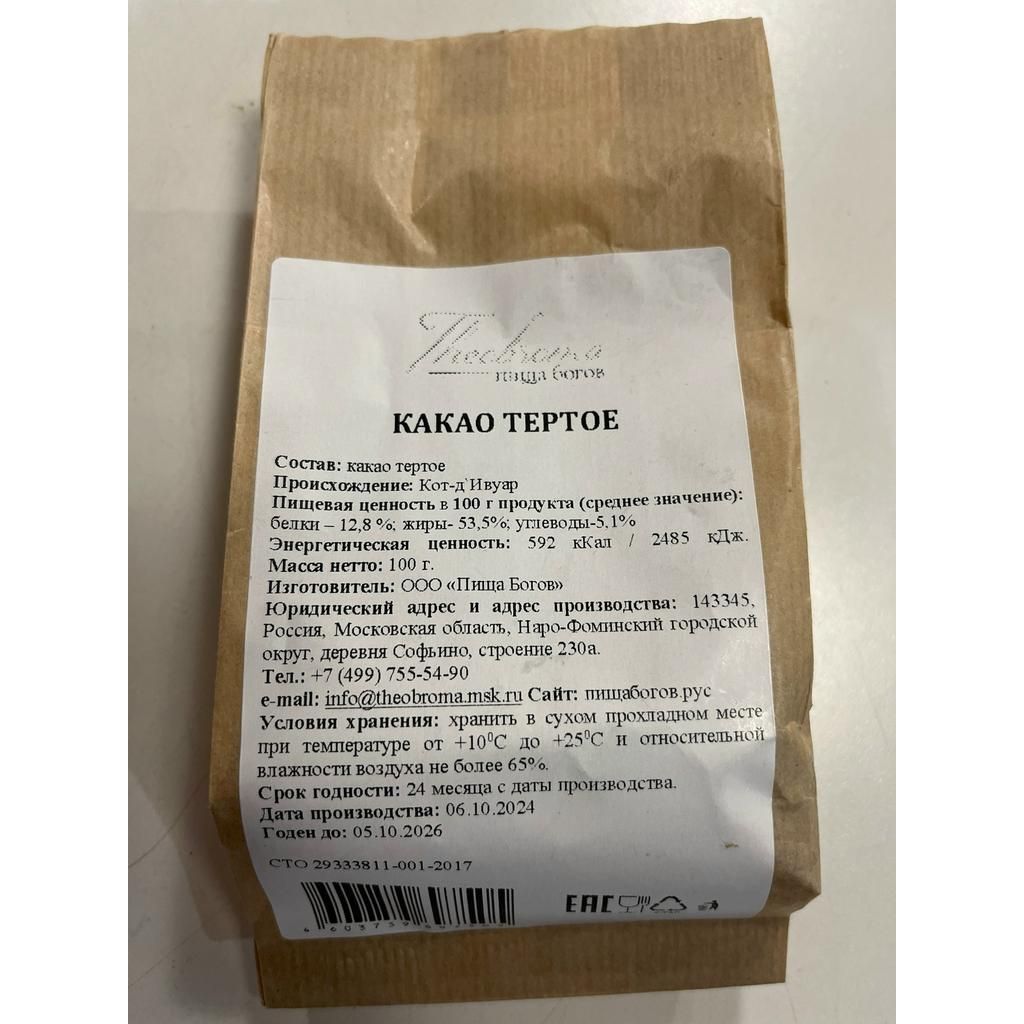 Theobroma
пища богов
КАКАО ТЕРТОЕ
Состав: какао тертое
Происхождение: Кот-д`Ивуар
Пищевая ценность в 100 г продукта (среднее значение):
белки – 12,8 %; жиры- 53,5%; углеводы-5,1%
Энергетическая ценность: 592 кКал / 2485 кДж.
Масса нетто: 100 г.
Изготовитель: ООО «Пища Богов»
Юридический адрес и адрес производства: 143345,
Россия, Московская область, Наро-Фоминский городской
округ, деревня Софьино, строение 230а.
Тел.: +7 (499) 755-54-90
e-mail: info@theobroma.msk.ru Сайт: пищабогов.рус
Условия хранения: хранить в сухом прохладном месте
при температуре от +10⁰С до +25⁰С и относительной
влажности воздуха не более 65%.
Срок годности: 24 месяца с даты производства.
Дата производства: 06.10.2024
Годен до: 05.10.2026
СТО 29333811-001-2017
ЕАС